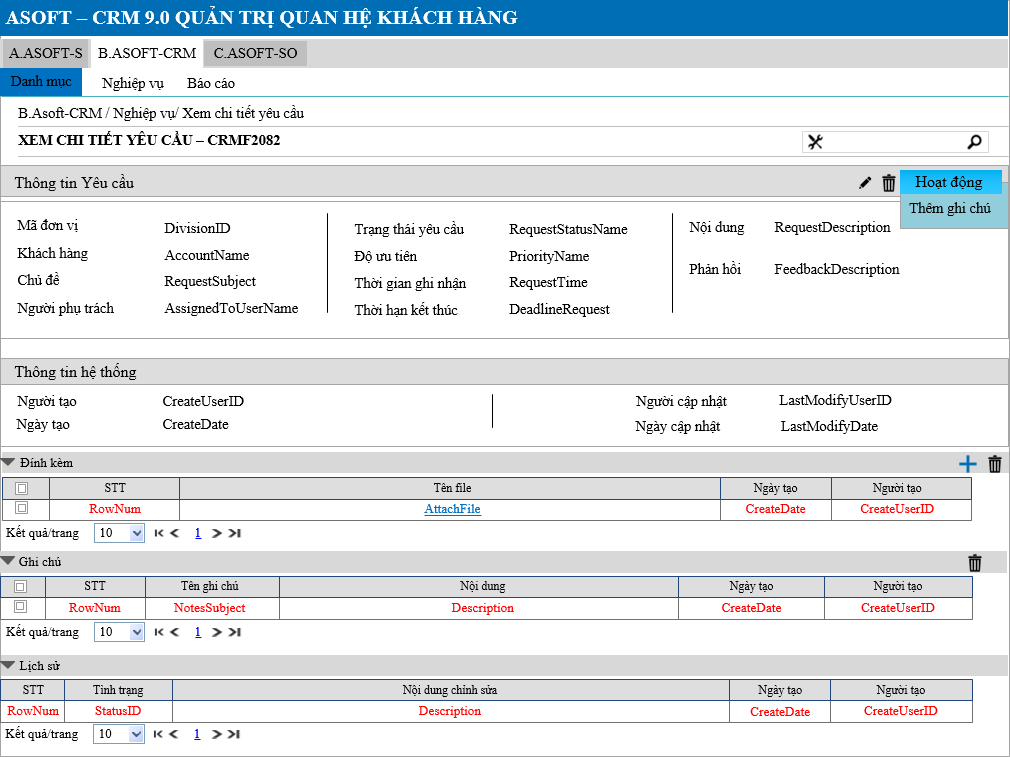 ASOFT – CRM 9.0 QUẢN TRỊ QUAN HỆ KHÁCH HÀNG
A.ASOFT-S B.ASOFT-CRM C.ASOFT-SO
Danh mục Nghiệp vụ Báo cáo
B.Asoft-CRM / Nghiệp vụ/ Xem chi tiết yêu cầu
XEM CHI TIẾT YÊU CẦU – CRMF2082
Thông tin Yêu cầu Hoạt động
Thêm ghi chú
Mã đơn vị DivisionID Trạng thái yêu cầu RequestStatusName Nội dung RequestDescription
Khách hàng AccountName Độ ưu tiên PriorityName
Chủ đề RequestSubject Thời gian ghi nhận RequestTime Phản hồi FeedbackDescription
Người phụ trách AssignedToUserName Thời hạn kết thúc DeadlineRequest
Thông tin hệ thống
Người tạo CreateUserID Người cập nhật LastModifyUserID
Ngày tạo CreateDate Ngày cập nhật LastModifyDate
Đính kèm
STT Tên file Ngày tạo Người tạo
RowNum AttachFile CreateDate CreateUserID
Kết quả/trang 10 1
Ghi chú
STT Tên ghi chú Nội dung Ngày tạo Người tạo
RowNum NotesSubject Description CreateDate CreateUserID
Kết quả/trang 10 1
Lịch sử
STT Tình trạng Nội dung chỉnh sửa Ngày tạo Người tạo
RowNum StatusID Description CreateDate CreateUserID
Kết quả/trang 10 1